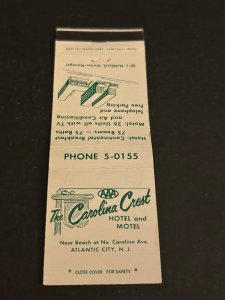 Hotel: Continental Breakfast
75 Rooms - 75 Baths
Motel: 26 Units all with TV
and Air Conditioning
Telephone and
Free Parking
PHONE 5-0155
AAA
The Carolina Crest
HOTEL and
MOTEL
Near Beach at No. Carolina Ave.
ATLANTIC CITY, N. J.
CLOSE COVER FOR SAFETY